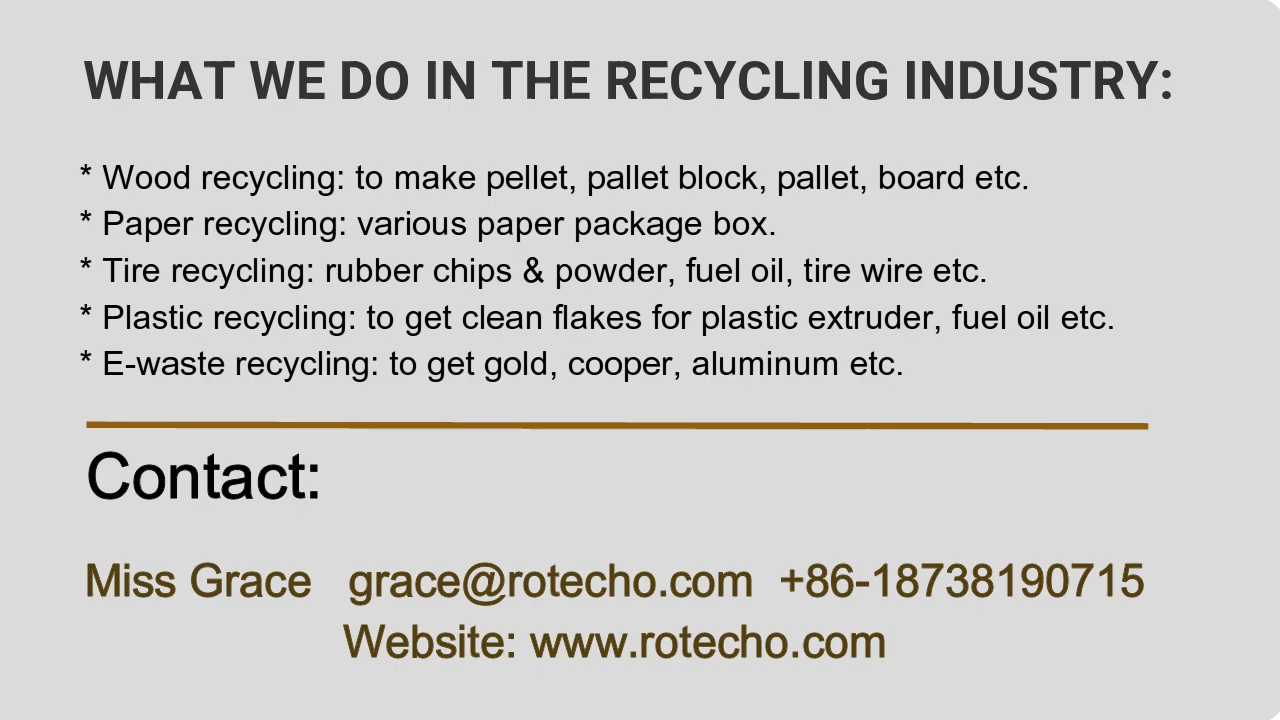 WHAT WE DO IN THE RECYCLING INDUSTRY:
* Wood recycling: to make pellet, pallet block, pallet, board etc.
* Paper recycling: various paper package box.
* Tire recycling: rubber chips & powder, fuel oil, tire wire etc.
* Plastic recycling: to get clean flakes for plastic extruder, fuel oil etc.
* E-waste recycling: to get gold, cooper, aluminum etc.
Contact:
Miss Grace grace@rotecho.com +86-18738190715
Website: www.rotecho.com